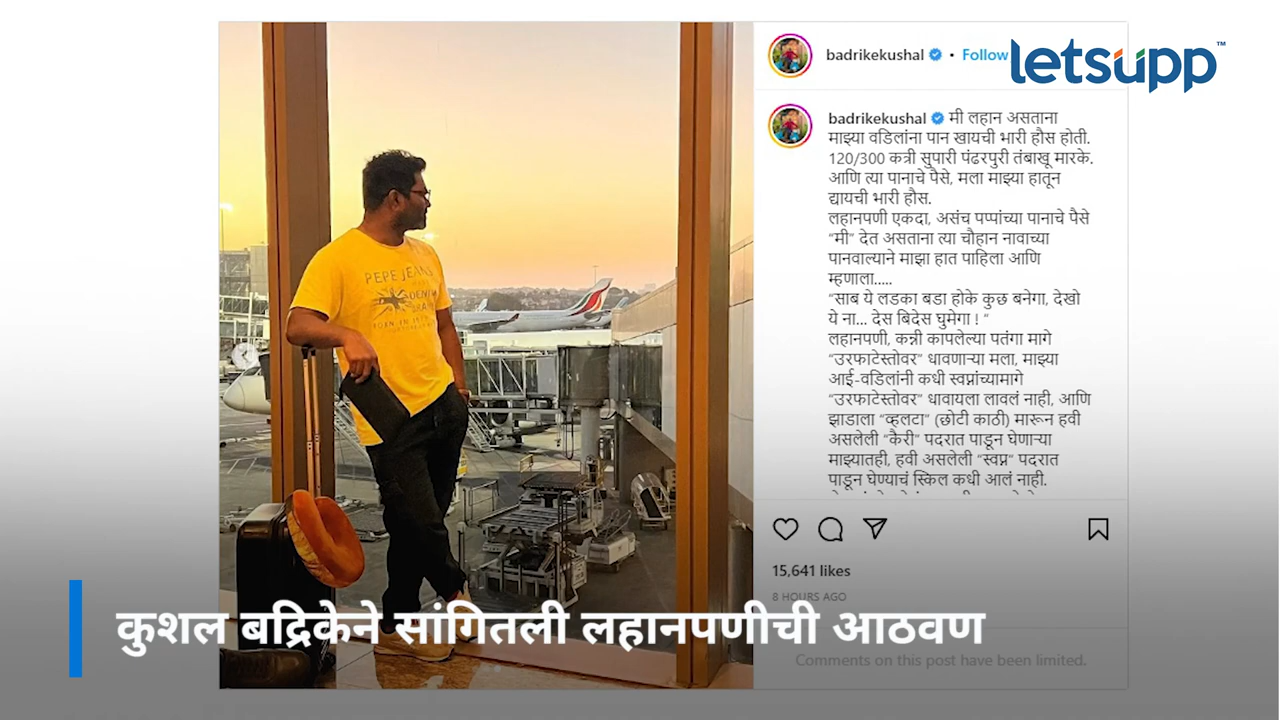 badrikekushal • Follow
letsupp™
badrikekushal मी लहान असताना
माझ्या वडिलांना पान खायची भारी हौस होती.
120/300 कत्री सुपारी पंढरपुरी तंबाखू मारके.
आणि त्या पानाचे पैसे, मला माझ्या हातून
द्यायची भारी हौस.
लहानपणी एकदा, असंच पप्पांच्या पानाचे पैसे
“मी” देत असताना त्या चौहान नावाच्या
पानवाल्याने माझा हात पाहिला आणि
म्हणाला.....
“साब ये लडका बडा होके कुछ बनेगा, देखो
ये ना... देस बिदेस घुमेगा ! “
लहानपणी, कन्नी कापलेल्या पतंगा मागे
“उरफाटेस्तोवर” धावणाऱ्या मला, माझ्या
आई-वडिलांनी कधी स्वप्नांच्यामागे
“उरफाटेस्तोवर” धावायला लावलं नाही, आणि
झाडाला “व्हलटा” (छोटी काठी) मारून हवी
असलेली “कैरी” पदरात पाडून घेणाऱ्या
माझ्यातही, हवी असलेली “स्वप्न” पदरात
पाडून घेण्याचं स्किल कधी आलं नाही.
PEPE JEANS
DENIM
15,641 likes
8 HOURS AGO
कुशल बद्रिकेने सांगितली लहानपणीची आठवण
Comments on this post have been limited.